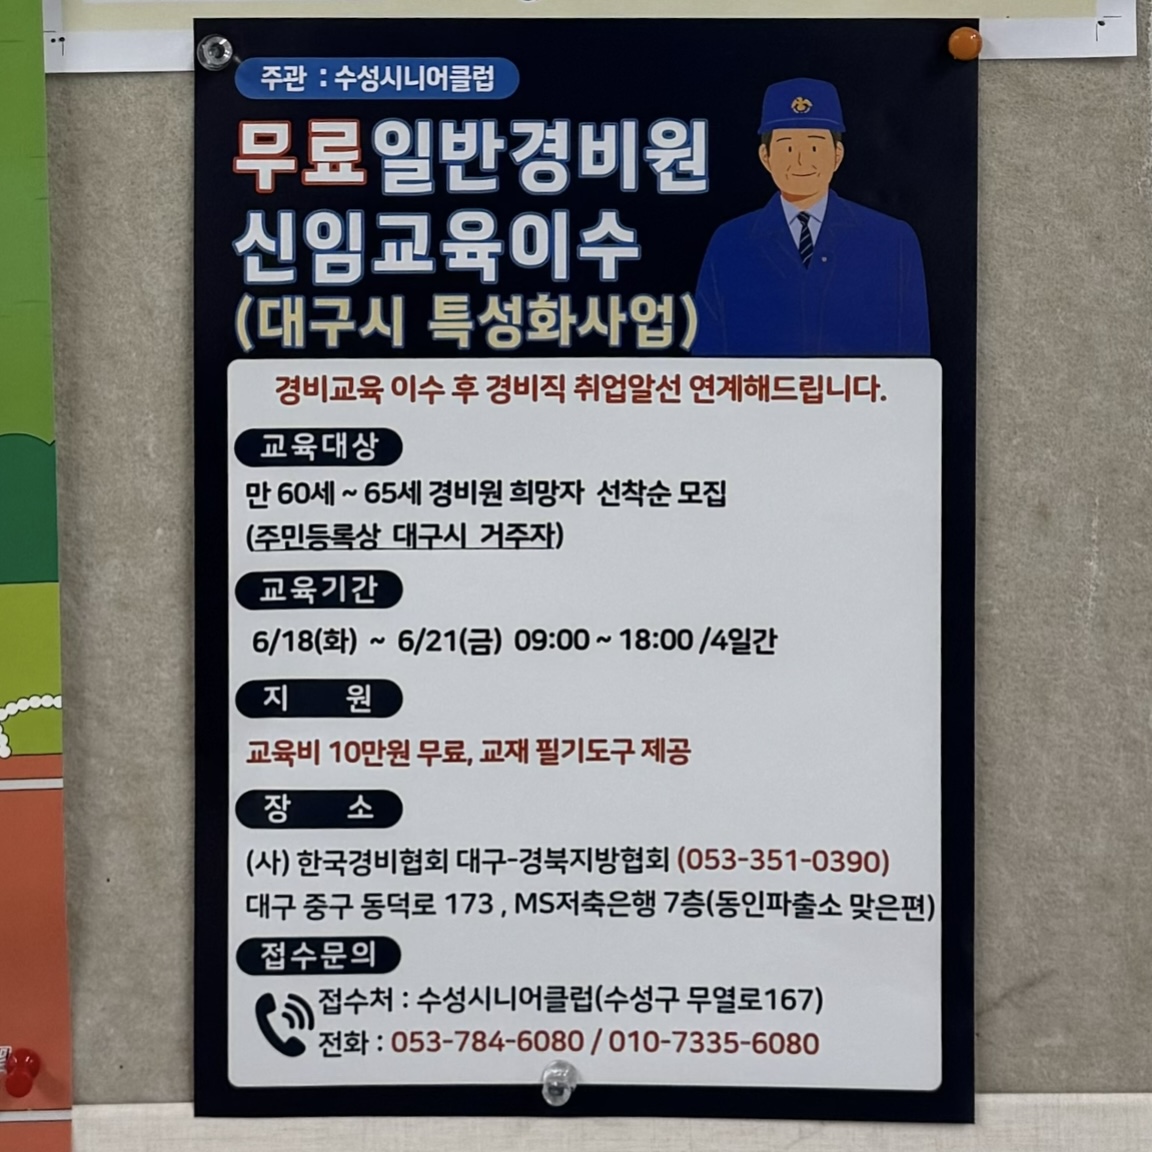 주관 : 수성시니어클럽
무료일반경비원
신임교육이수
(대구시 특성화사업)
경비교육 이수 후 경비직 취업알선 연계해드립니다.
교육대상
만 60세 ~ 65세 경비원 희망자 선착순 모집
(주민등록상 대구시 거주자)
교육기간
6/18(화) ~ 6/21(금) 09:00 ~ 18:00 /4일간
지 원
교육비 10만원 무료, 교재 필기도구 제공
장 소
(사) 한국경비협회 대구-경북지방협회 (053-351-0390)
대구 중구 동덕로 173 , MS저축은행 7층(동인파출소 맞은편)
접수문의
접수처 : 수성시니어클럽(수성구 무열로167)
전화 : 053-784-6080 / 010-7335-6080